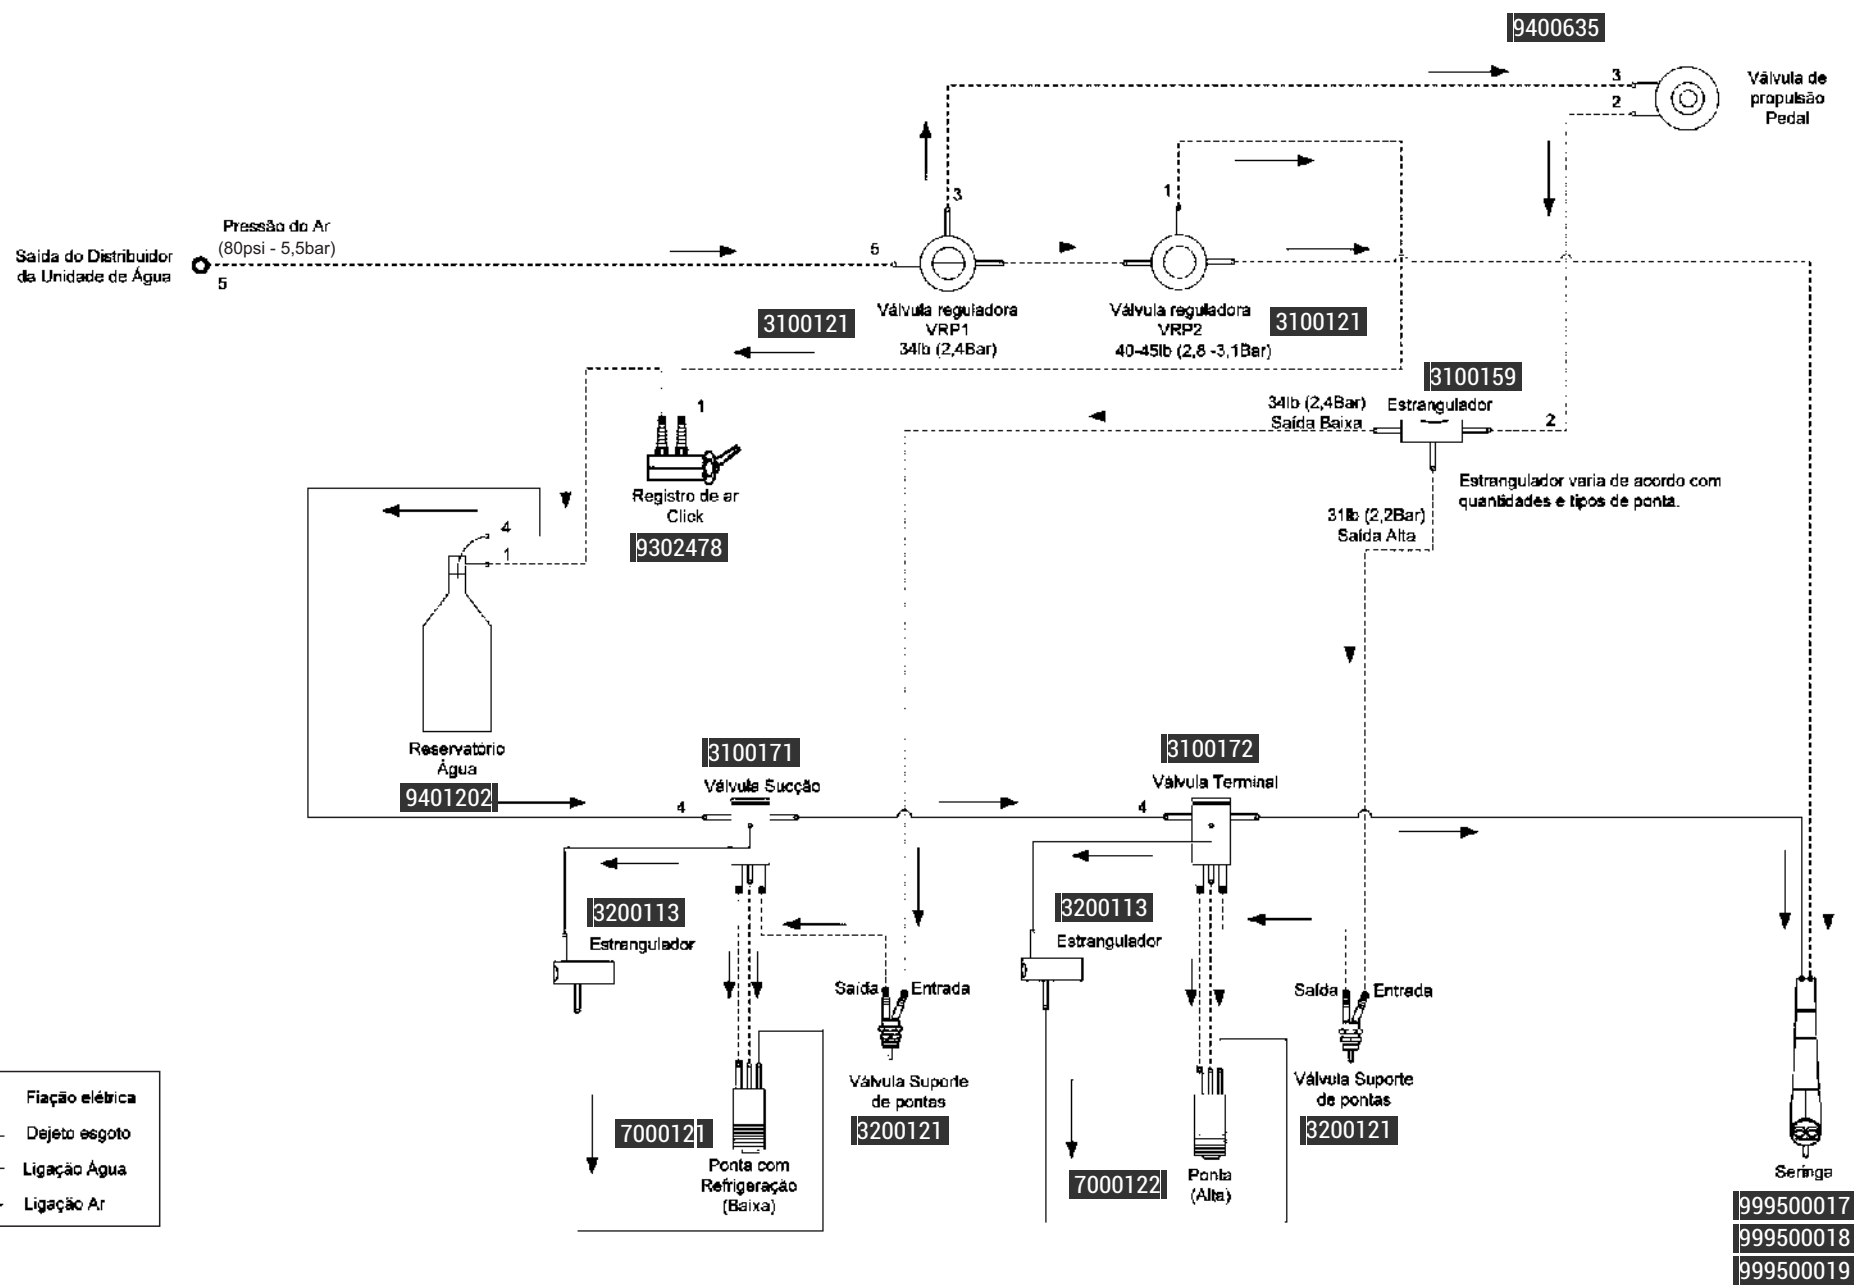 9400635
3
2
Válvula de
propulsão
Pedal
1
3
Pressão do Ar
(80psi - 5,5bar)
Saída do Distribuidor
da Unidade de Água
5
5
3100121
Válvula reguladora
VRP1
34lb (2,4Bar)
Válvula reguladora
VRP2
40-45lb (2,8 -3,1Bar)
3100121
3100159
34lb (2,4Bar)
Saída Baixa
Estrangulador
2
1
Registro de ar
Click
9302478
Estrangulador varia de acordo com
quantidades e tipos de ponta.
31lb (2,2Bar)
Saída Alta
4
1
Reservatório
Água
9401202
3100171
Válvula Sucção
4
3100172
Válvula Terminal
4
3200113
Estrangulador
3200113
Estrangulador
Saída
Entrada
Saída
Entrada
Válvula Suporte
de pontas
3200121
Válvula Suporte
de pontas
3200121
7000121
Ponta com
Refrigeração
(Baixa)
7000122
Ponta
(Alta)
Seringa
999500017
999500018
999500019
Fiação elétrica
Dejeto esgoto
Ligação Água
Ligação Ar